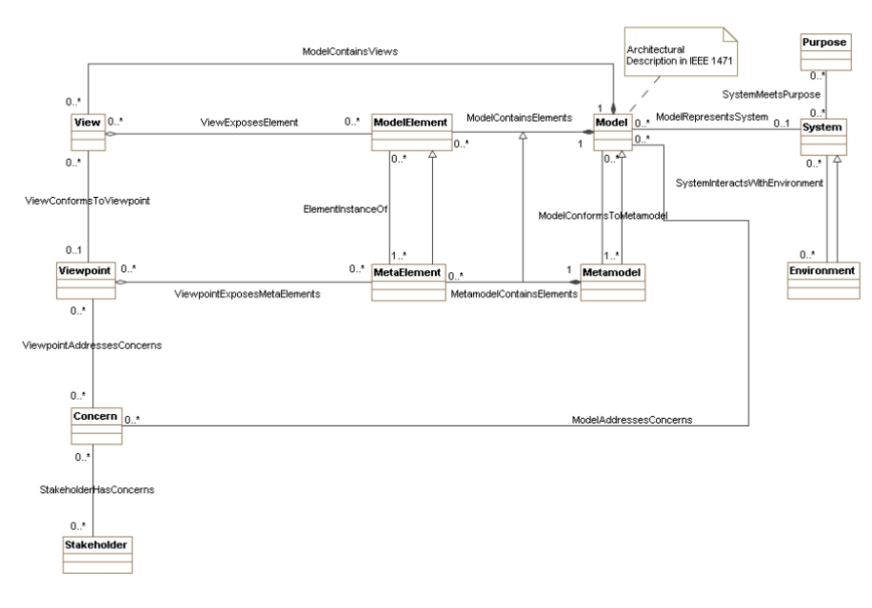 ModelContainsViews
Architectural
Description in IEEE 1471
Purpose
0..*
SystemMeetsPurpose
0..*
0..*
View
0..*
ViewExposesElement
0..*
ModelElement
0..*
ModelContainsElements
1
1
Model
0..*
ModelRepresentsSystem
0..1
System
0..*
0..*
0..*
0..*
0..*
SystemInteractsWithEnvironment
ViewConformsToViewpoint
ElementInstanceOf
ModelConformsToMetamodel
0..1
1..*
1..*
0..*
Viewpoint
0..*
ViewpointExposesMetaElements
0..*
MetaElement
0..*
MetamodelContainsElements
1
Metamodel
Environment
0..*
ViewpointAddressesConcerns
0..*
Concern
0..*
ModelAddressesConcerns
0..*
StakeholderHasConcerns
0..*
Stakeholder